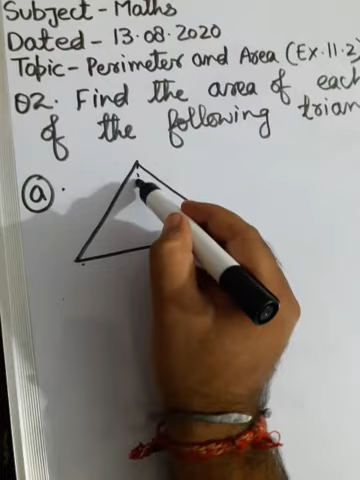 Subject - Maths
Dated - 13.08.2020
Topic - Perimeter and Area (Ex.11.2)
Q2. Find the area of each
of the following trian
(a).